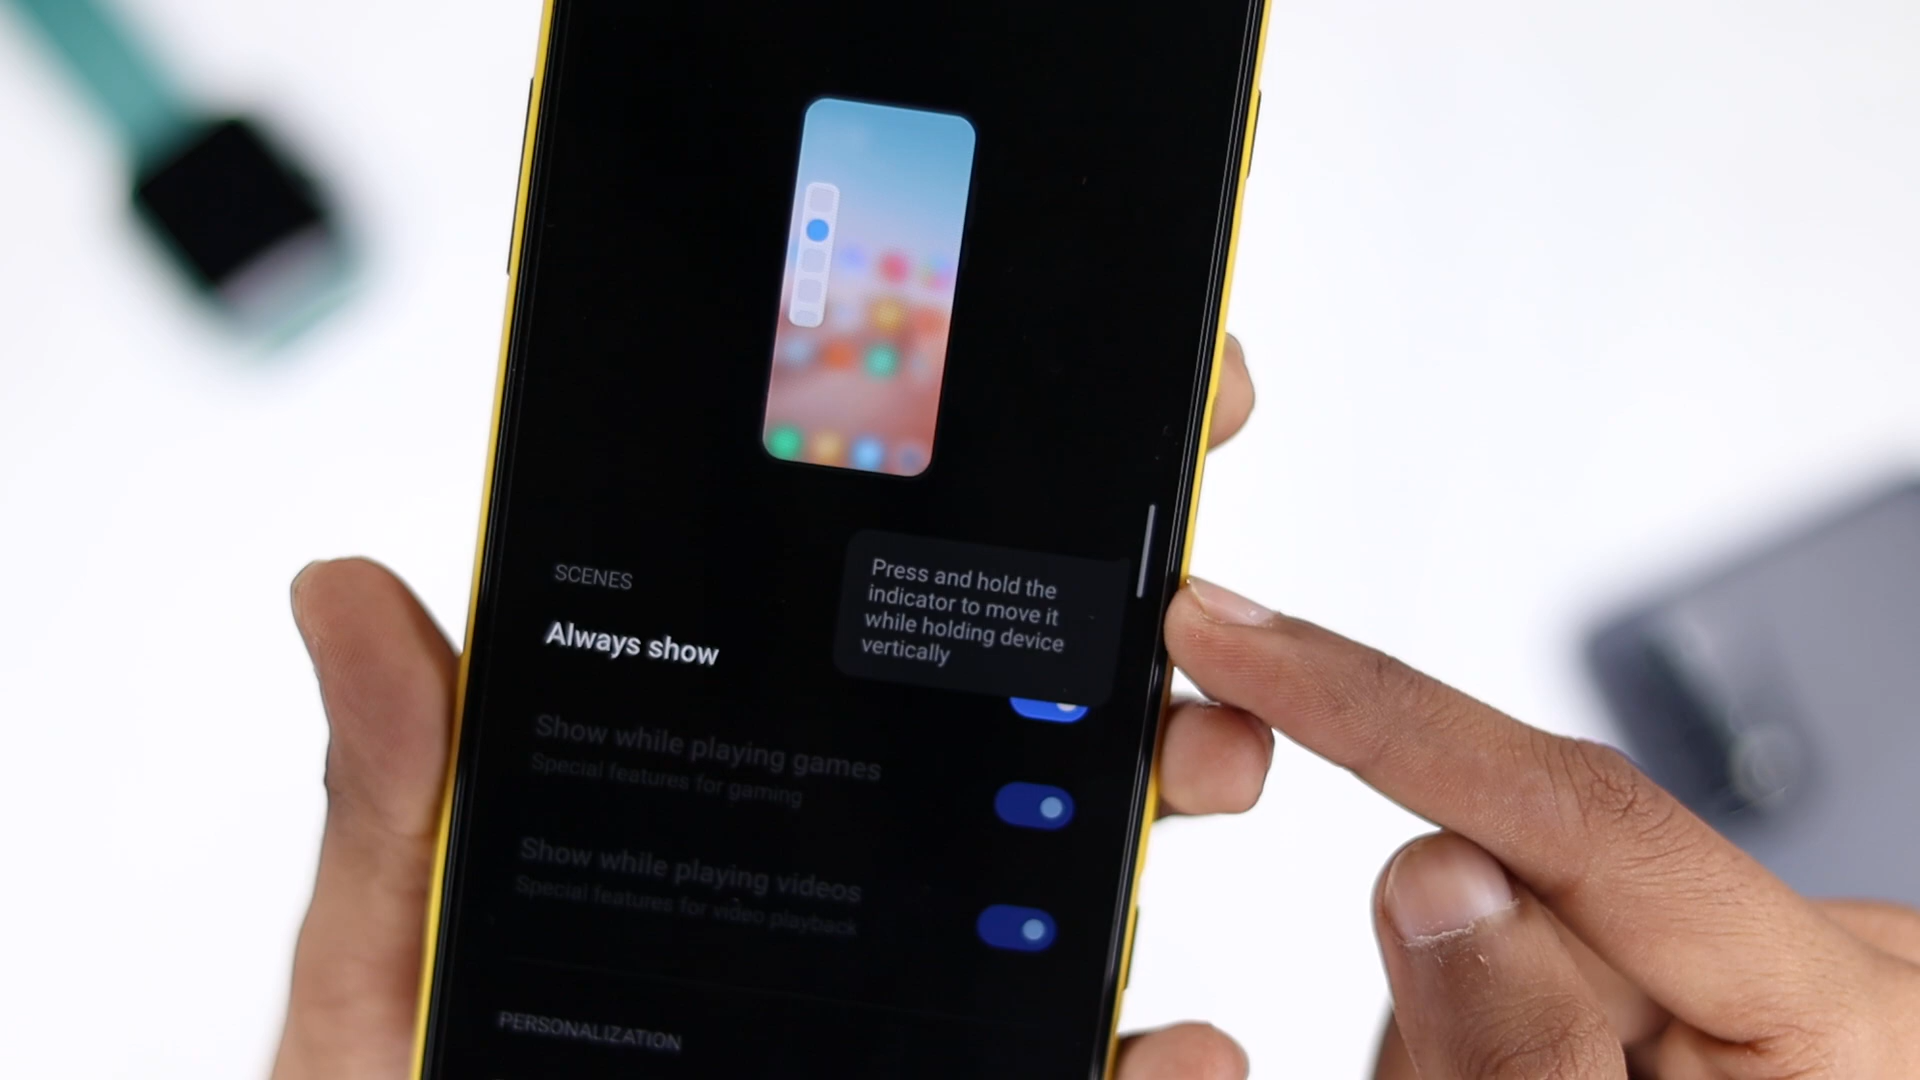 SCENES
Press and hold the
indicator to move it
while holding device
vertically
Always show
Show while playing games
Special features for gaming
Show while playing videos
Special features for video playback
PERSONALIZATION